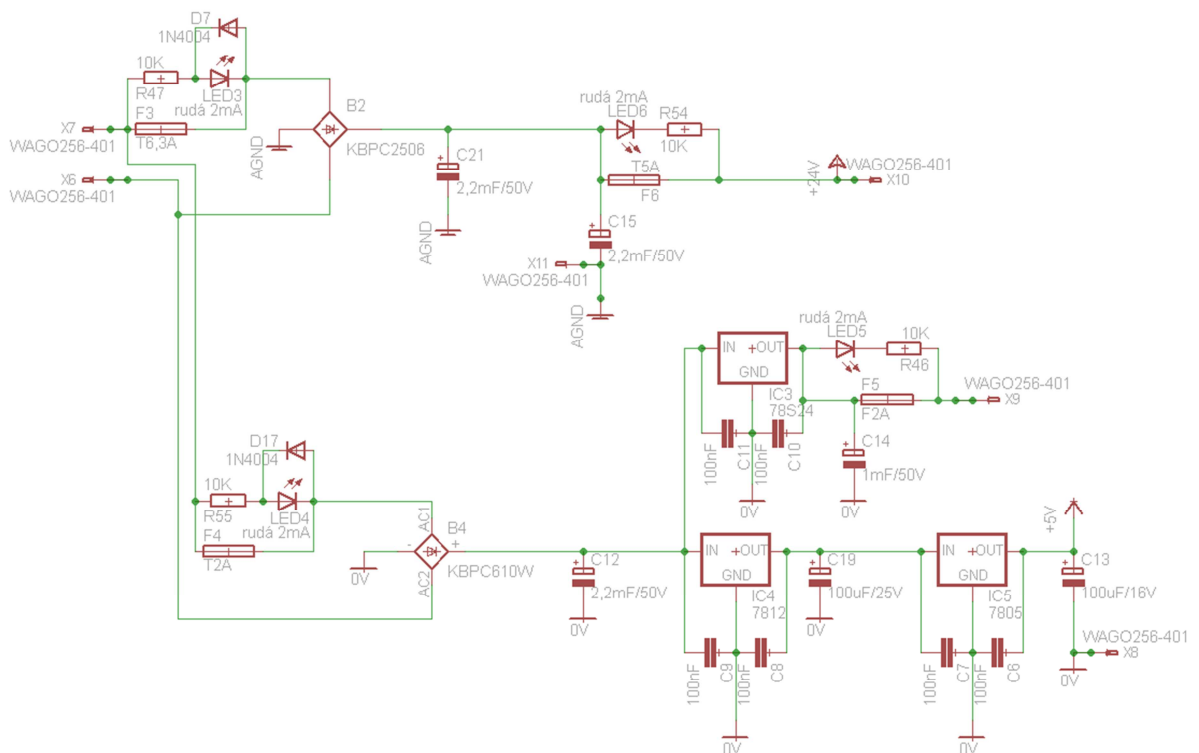 D7
1N4004
10K
R47
LED3
rudá 2mA
F3
T6,3A
X7
WAGO256-401
X6
WAGO256-401
AGND
B2
KBPC2506
C21
2,2mF/50V
AGND
rudá 2mA
LED6
R54
10K
T5A
F6
+24V
WAGO256-401
X10
C15
2,2mF/50V
X11
WAGO256-401
AGND
IN
+OUT
GND
IC3
78S24
rudá 2mA
LED5
10K
R46
F5
F2A
WAGO256-401
X9
100nF
C11
100nF
C10
C14
1mF/50V
0V
0V
D17
1N4004
10K
R55
LED4
rudá 2mA
F4
T2A
0V
AC1
AC2
-
+
B4
KBPC610W
C12
2,2mF/50V
0V
IN
+OUT
GND
IC4
7812
100nF
C9
100nF
C8
0V
C19
100uF/25V
0V
IN
+OUT
GND
IC5
7805
100nF
C7
100nF
C6
0V
+5V
C13
100uF/16V
WAGO256-401
X8
0V